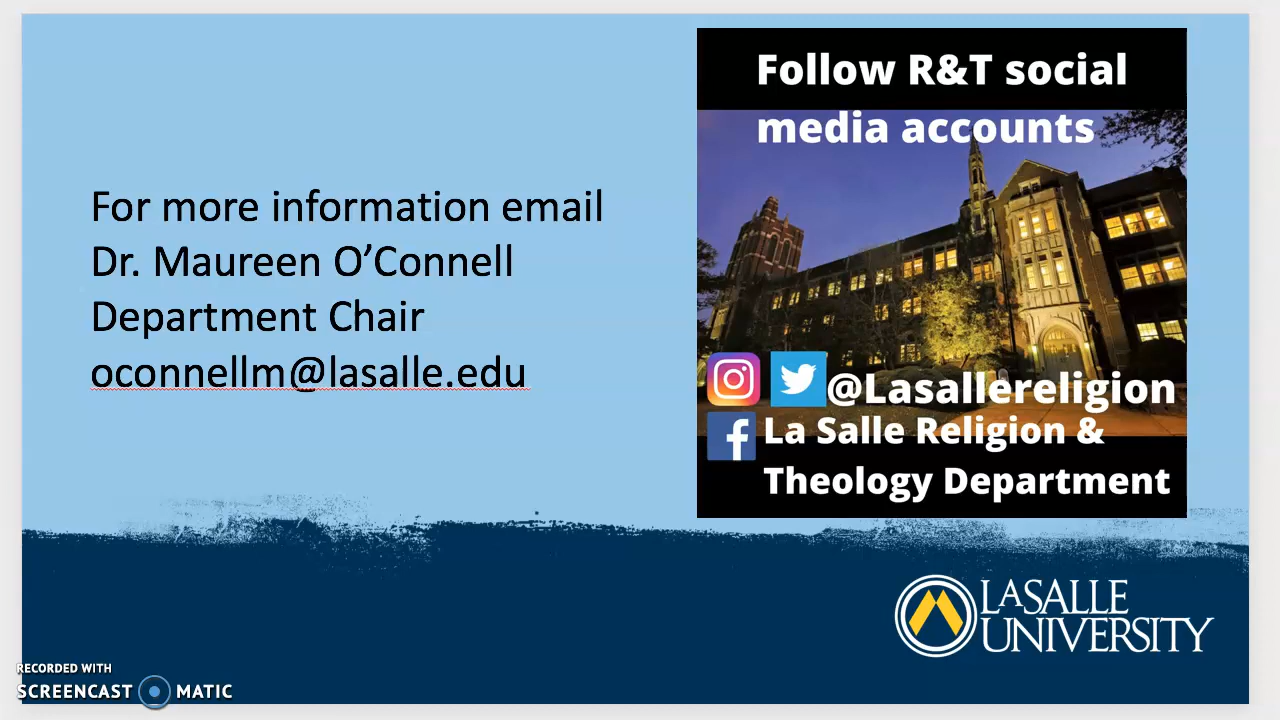 For more information email
Dr. Maureen O’Connell
Department Chair
oconnellm@lasalle.edu
Follow R&T social
media accounts
@Lasallereligion
La Salle Religion &
Theology Department
LASALLE
UNIVERSITY
RECORDED WITH
SCREENCAST MATIC